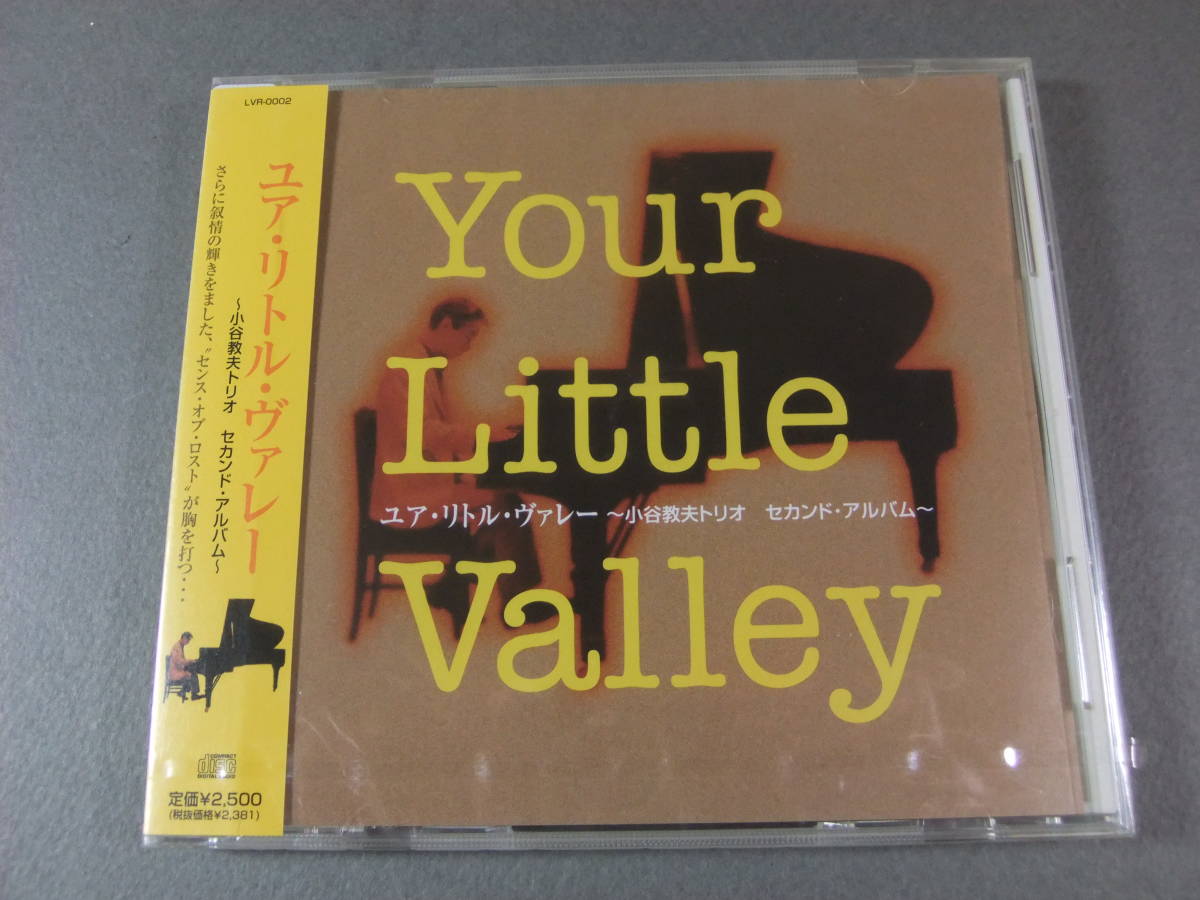 LVR-0002
ユア・リトル・ヴァレー
～小谷教夫トリオ　セカンド・アルバム～
さらに叙情の輝きをました、〝センス・オブ・ロスト〟が胸を打つ・・・
COMPACT
disc
DIGITAL AUDIO
定価¥2,500
(税抜価格¥2,381)
Your
Little
ユア・リトル・ヴァレー ～小谷教夫トリオ　セカンド・アルバム～
Valley